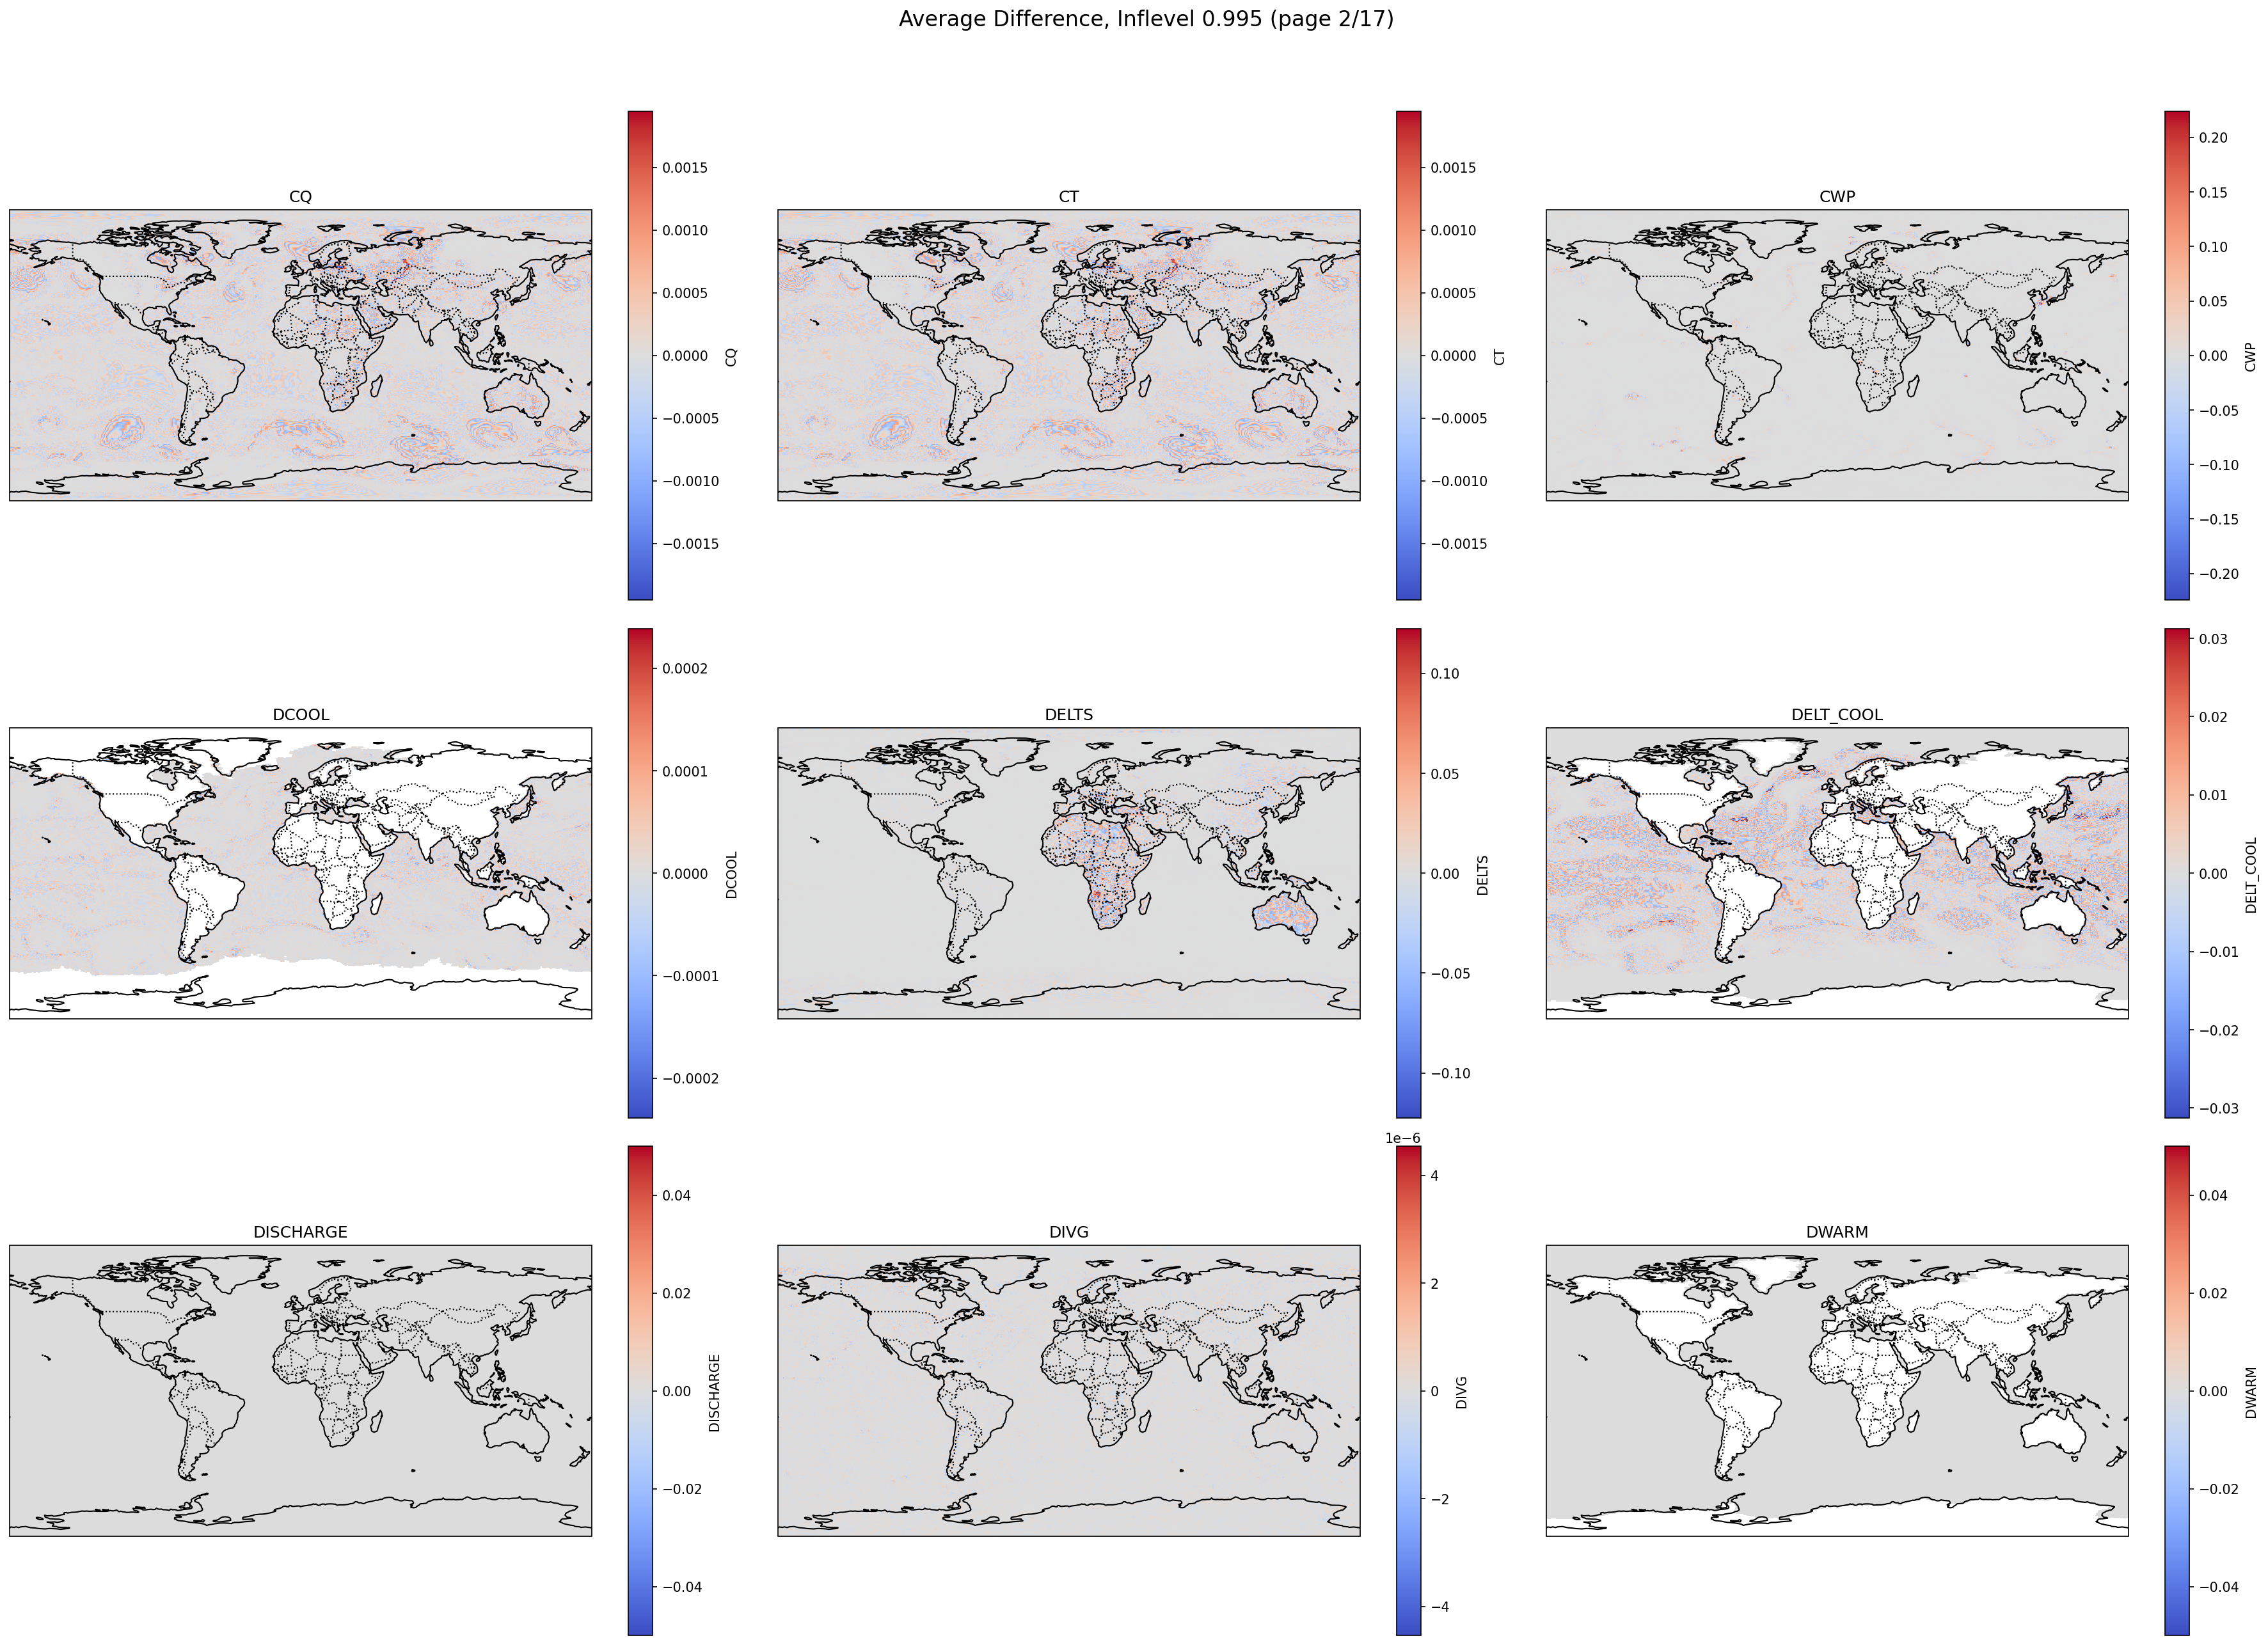 Average Difference, Inflevel 0.995 (page 2/17)
CQ
0.0015
0.0010
0.0005
0.0000
−0.0005
−0.0010
−0.0015
CQ
CT
0.0015
0.0010
0.0005
0.0000
−0.0005
−0.0010
−0.0015
CT
CWP
0.20
0.15
0.10
0.05
0.00
−0.05
−0.10
−0.15
−0.20
CWP
DCOOL
0.0002
0.0001
0.0000
−0.0001
−0.0002
DCOOL
DELTS
0.10
0.05
0.00
−0.05
−0.10
DELTS
DELT_COOL
0.03
0.02
0.01
0.00
−0.01
−0.02
−0.03
DELT_COOL
DISCHARGE
0.04
0.02
0.00
−0.02
−0.04
DISCHARGE
DIVG
1e−6
4
2
0
−2
−4
DIVG
DWARM
0.04
0.02
0.00
−0.02
−0.04
DWARM